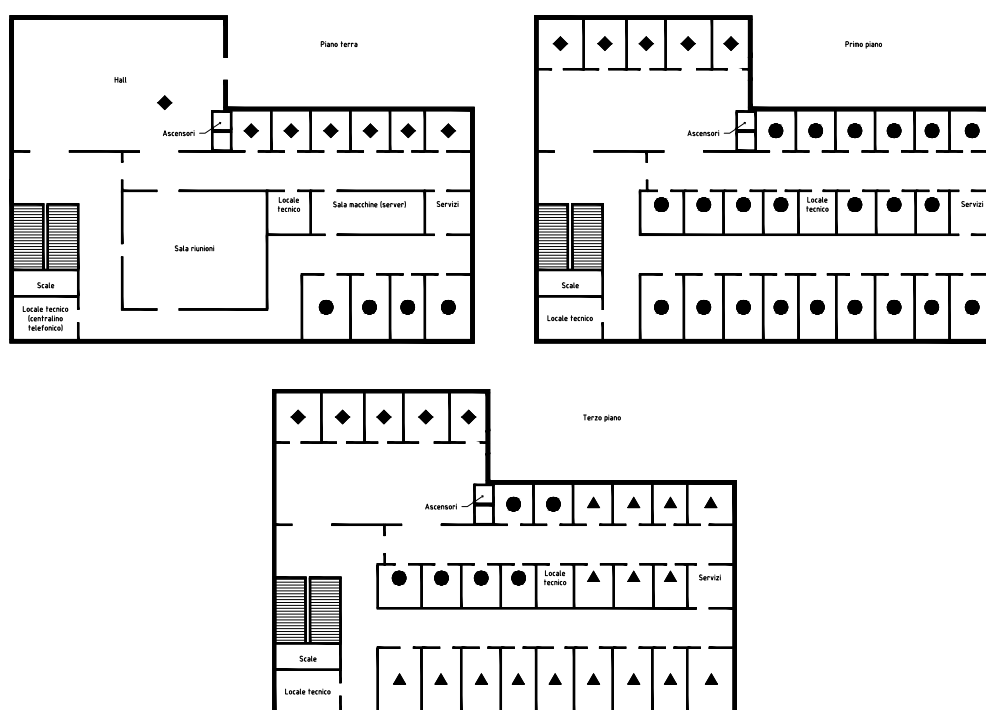 Piano terra
Hall
Ascensori
Locale
tecnico
Sala macchine (server)
Servizi
Sala riunioni
Scale
Locale tecnico
(centralino
telefonico)
Primo piano
Ascensori
Locale
tecnico
Servizi
Scale
Locale tecnico
Terzo piano
Ascensori
Locale
tecnico
Servizi
Scale
Locale tecnico